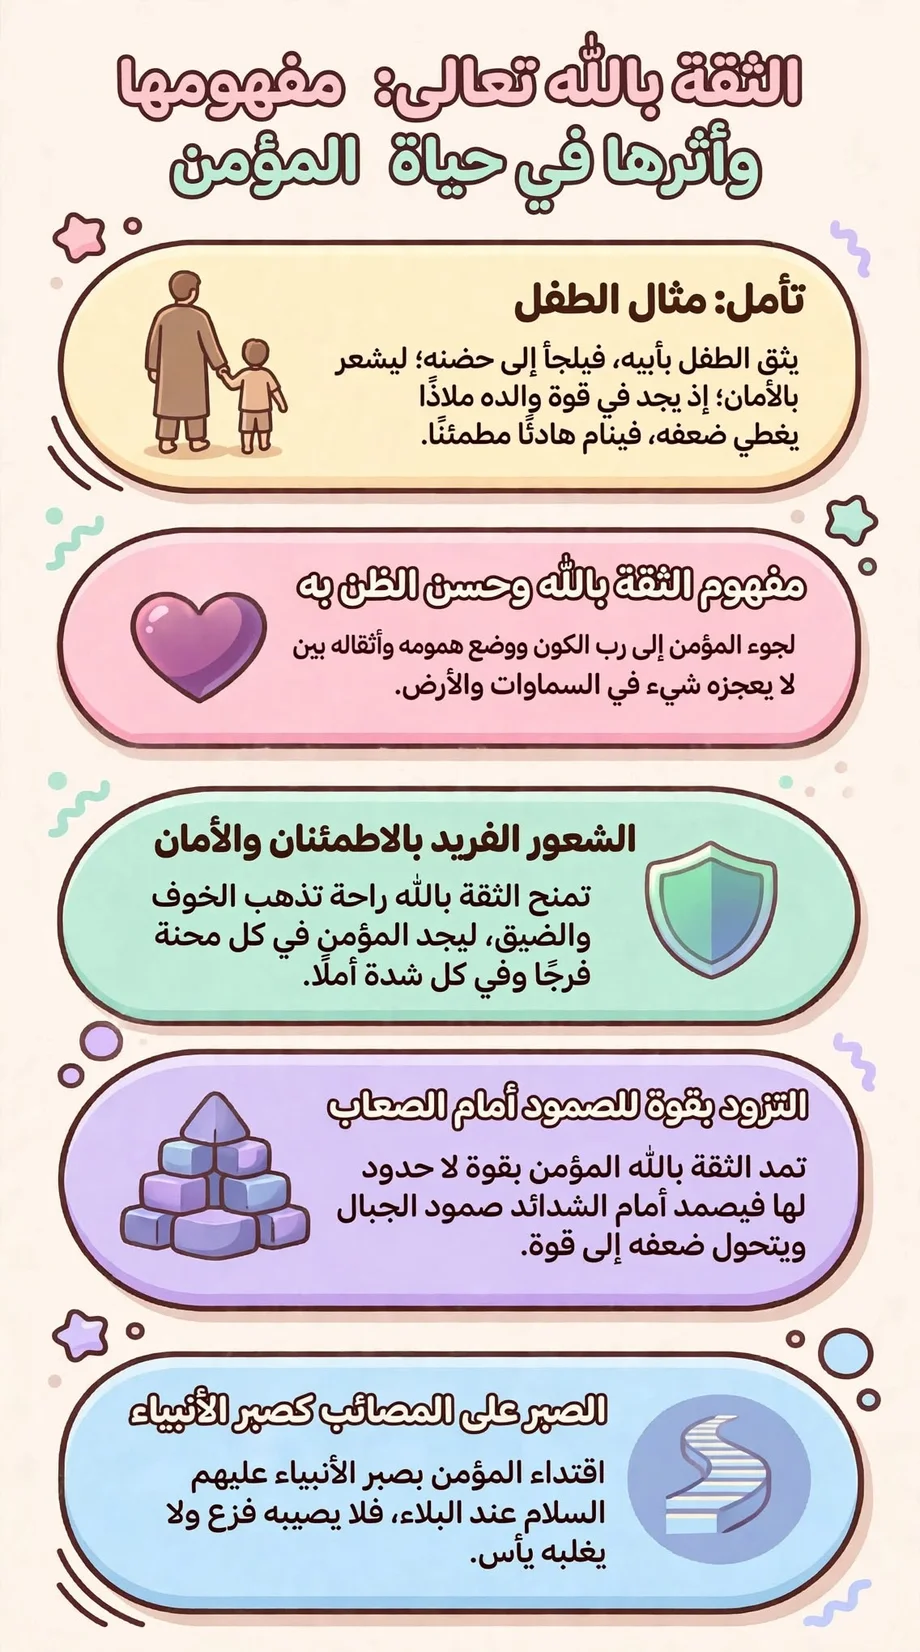 الثقة بالله تعالى: مفهومها
وأثرها في حياة المؤمن
تأمل: مثال الطفل
يثق الطفل بأبيه، فيلجأ إلى حضنه؛ ليشعر
بالأمان؛ إذ يجد في قوة والده ملاذًا
يغطي ضعفه، فينام هادئًا مطمئنًا.
مفهوم الثقة بالله وحسن الظن به
لجوء المؤمن إلى رب الكون ووضع همومه وأثقاله بين
لا يعجزه شيء في السماوات والأرض.
الشعور الفريد بالاطمئنان والأمان
تمنح الثقة بالله راحة تذهب الخوف
والضيق، ليجد المؤمن في كل محنة
فرجًا وفي كل شدة أملًا.
التزود بقوة للصمود أمام الصعاب
تمد الثقة بالله المؤمن بقوة لا حدود
لها فيصمد أمام الشدائد صمود الجبال
ويتحول ضعفه إلى قوة.
الصبر على المصائب كصبر الأنبياء
اقتداء المؤمن بصبر الأنبياء عليهم
السلام عند البلاء، فلا يصيبه فزع ولا
يغلبه يأس.